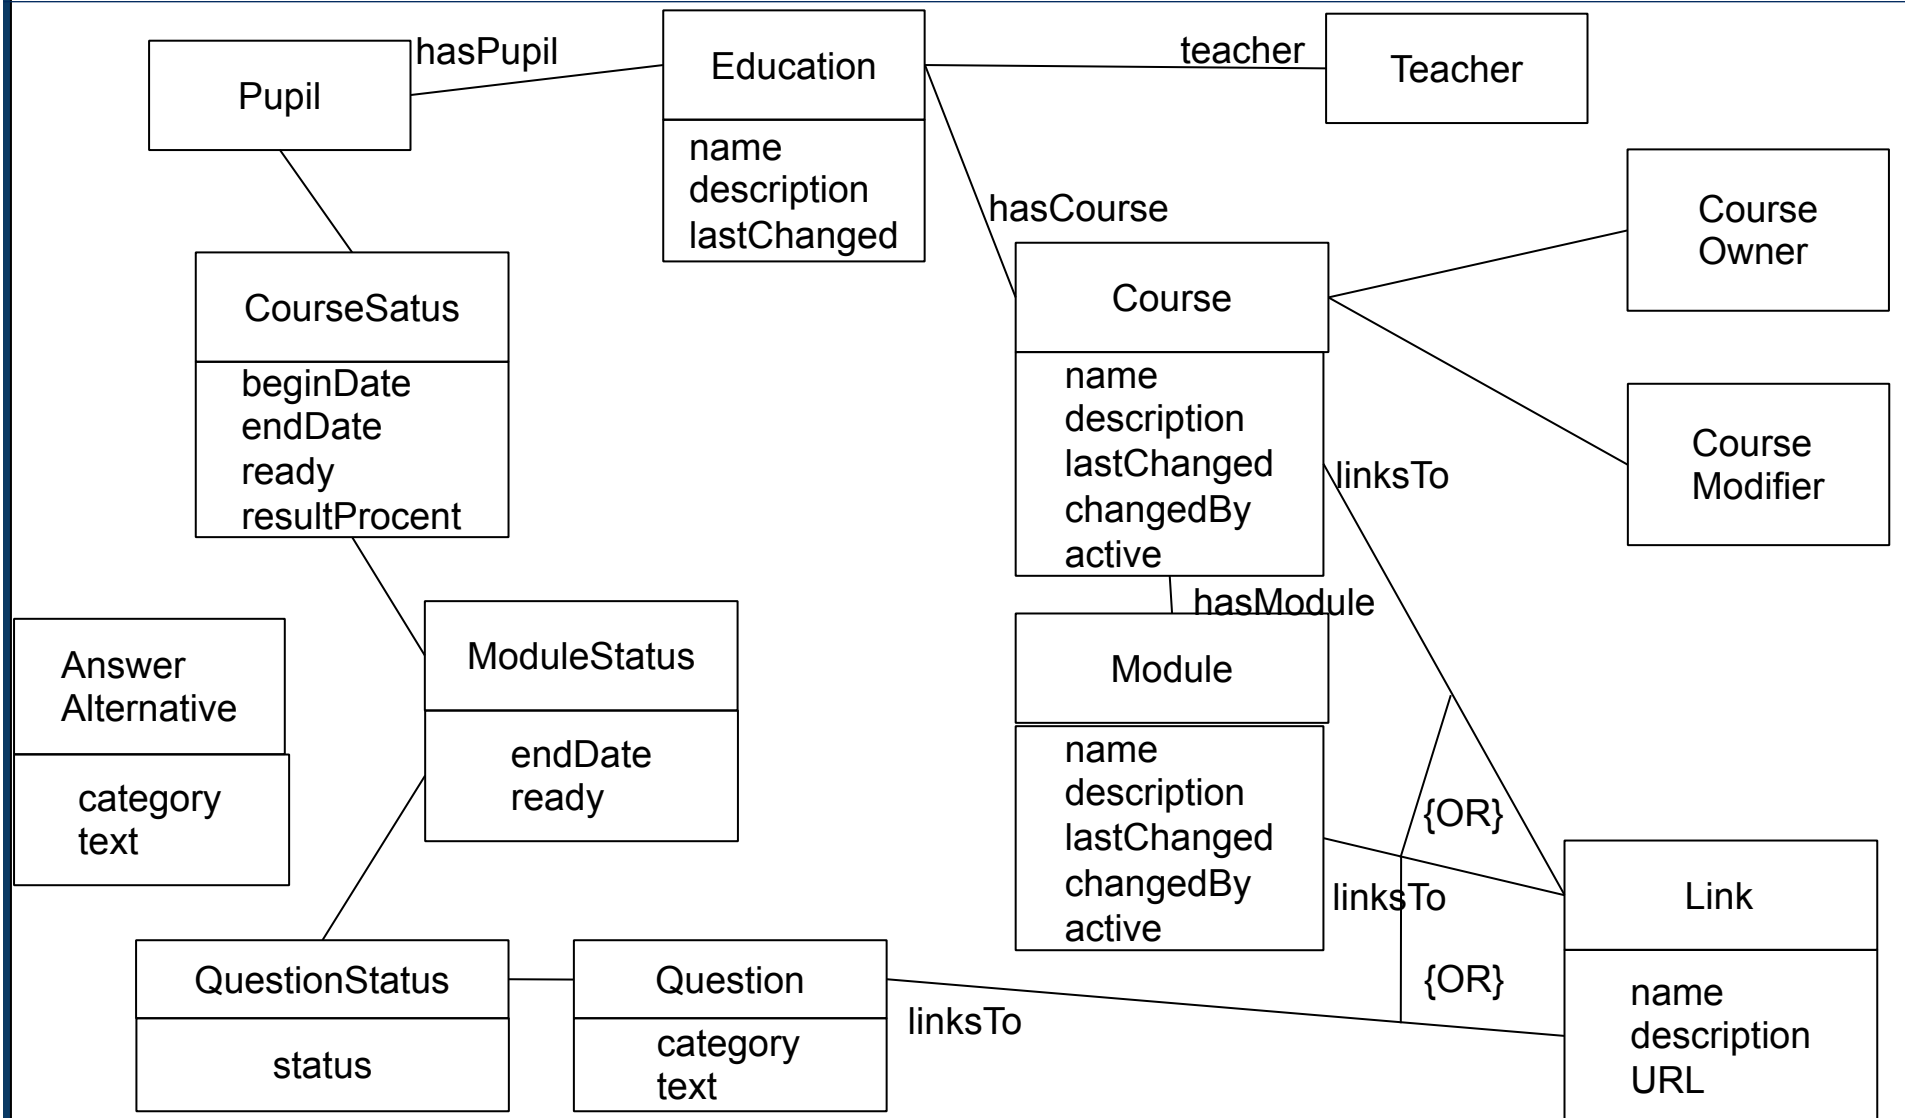 hasPupil
Education
teacher
Teacher
Pupil
name
description
lastChanged
hasCourse
Course
Owner
CourseSatus
Course
beginDate
endDate
ready
resultProcent
name
description
lastChanged
changedBy
active
linksTo
Course
Modifier
hasModule
Answer
Alternative
ModuleStatus
Module
category
text
endDate
ready
name
description
lastChanged
changedBy
active
{OR}
linksTo
Link
QuestionStatus
Question
{OR}
linksTo
name
description
URL
status
category
text